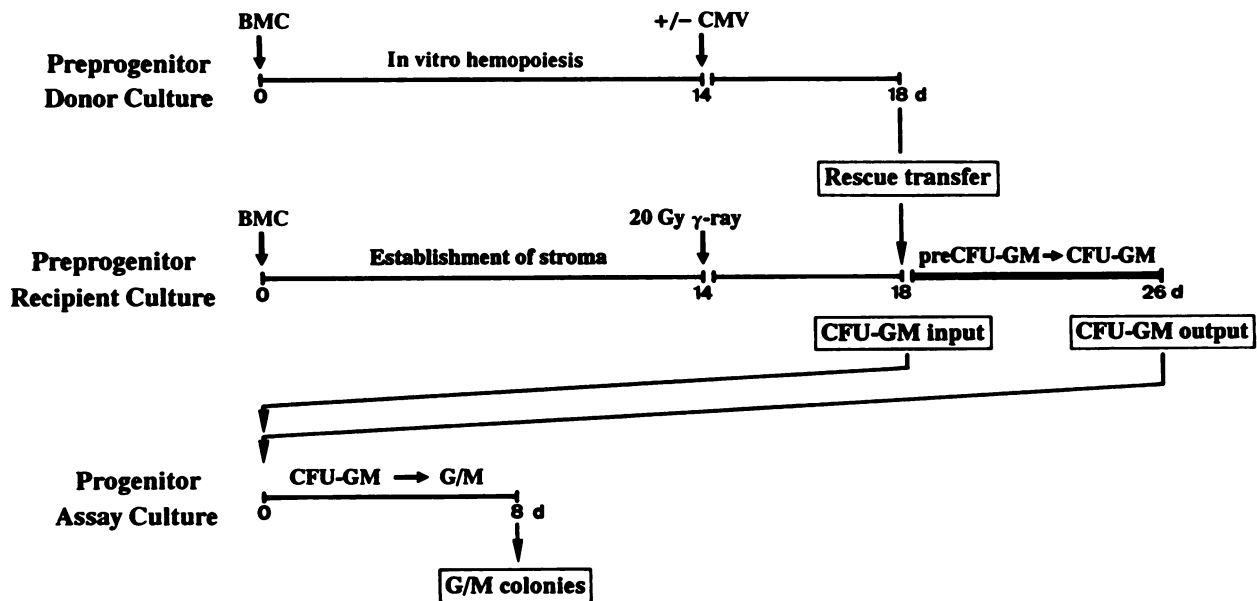 BMC
+/− CMV
Preprogenitor
Donor Culture
In vitro hemopoiesis
0
14
18 d
Rescue transfer
BMC
20 Gy γ-ray
Preprogenitor
Recipient Culture
Establishment of stroma
preCFU-GM→CFU-GM
0
14
18
26 d
CFU-GM input
CFU-GM output
Progenitor
Assay Culture
CFU-GM → G/M
0
8 d
G/M colonies